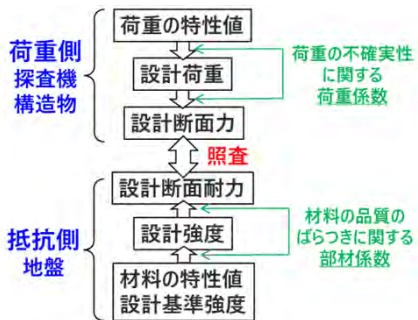 荷重の特性値
荷重側
探査機
構造物
設計荷重
荷重の不確実性
に関する
荷重係数
設計断面力
照査
設計断面耐力
抵抗側
地盤
設計強度
材料の品質の
ばらつきに関する
部材係数
材料の特性値
設計基準強度